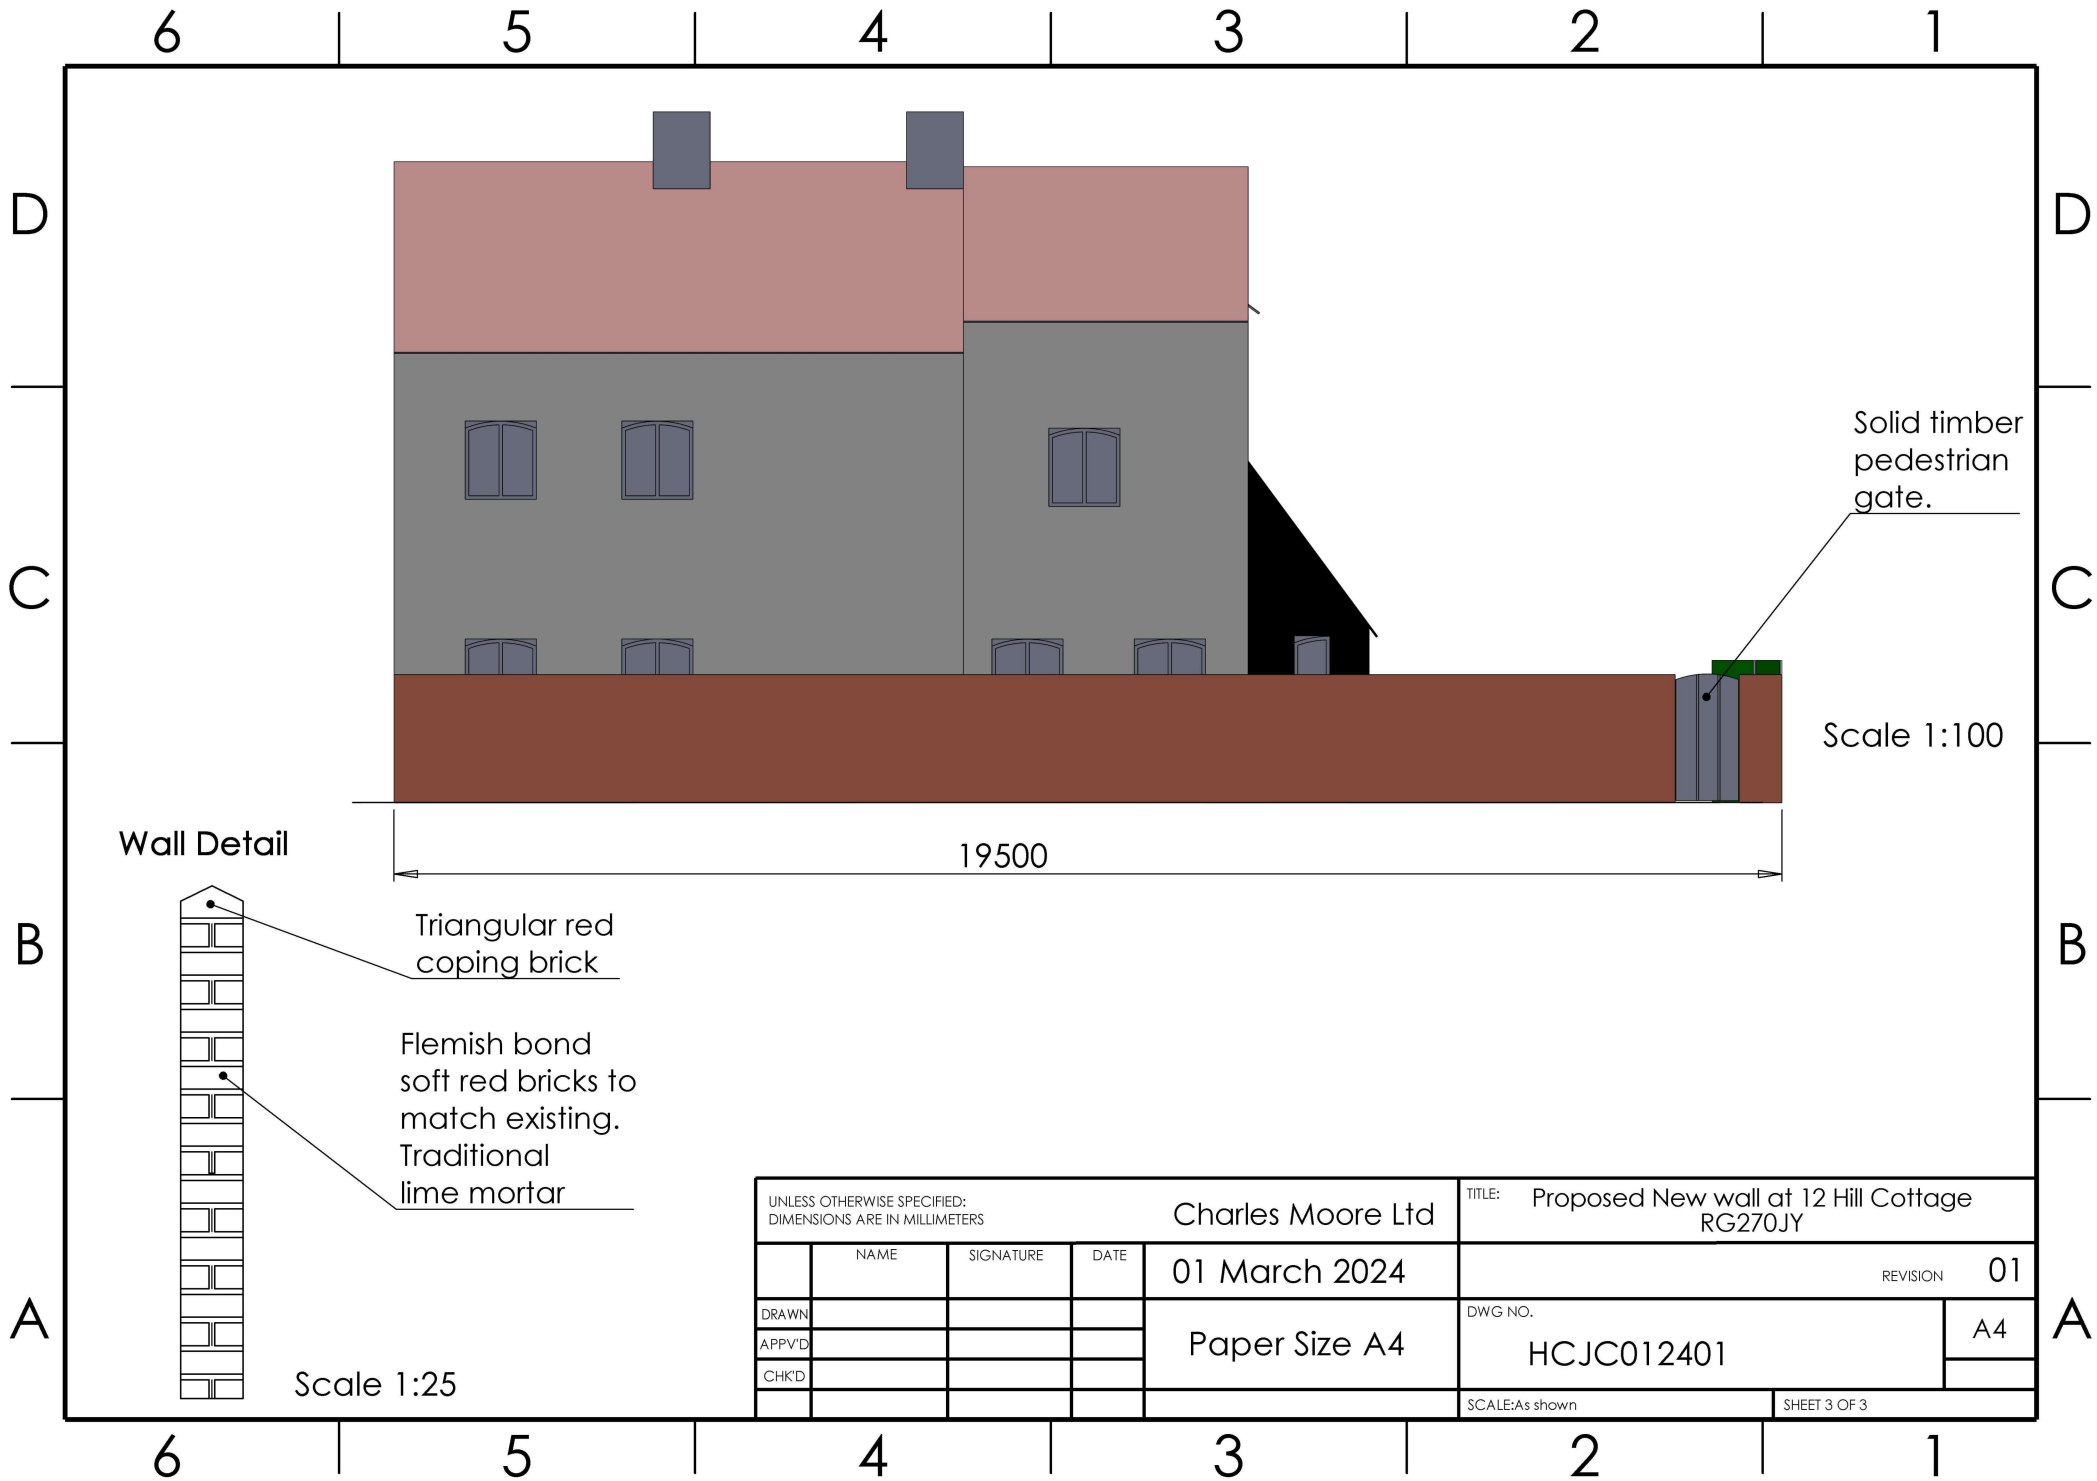 6 5 4 3 2 1
D D
Solid timber
pedestrian
gate.
C C
Scale 1:100
Wall Detail
19500
Triangular red
coping brick
B B
Flemish bond
soft red bricks to
match existing.
Traditional
lime mortar
Scale 1:25
A A
UNLESS OTHERWISE SPECIFIED:
DIMENSIONS ARE IN MILLIMETERS
Charles Moore Ltd
TITLE: Proposed New wall at 12 Hill Cottage
RG270JY
NAME SIGNATURE DATE
01 March 2024
REVISION 01
DRAWN
APPV'D
CHK'D
Paper Size A4
DWG NO.
HCJC012401
A4
SCALE:As shown
SHEET 3 OF 3
6 5 4 3 2 1